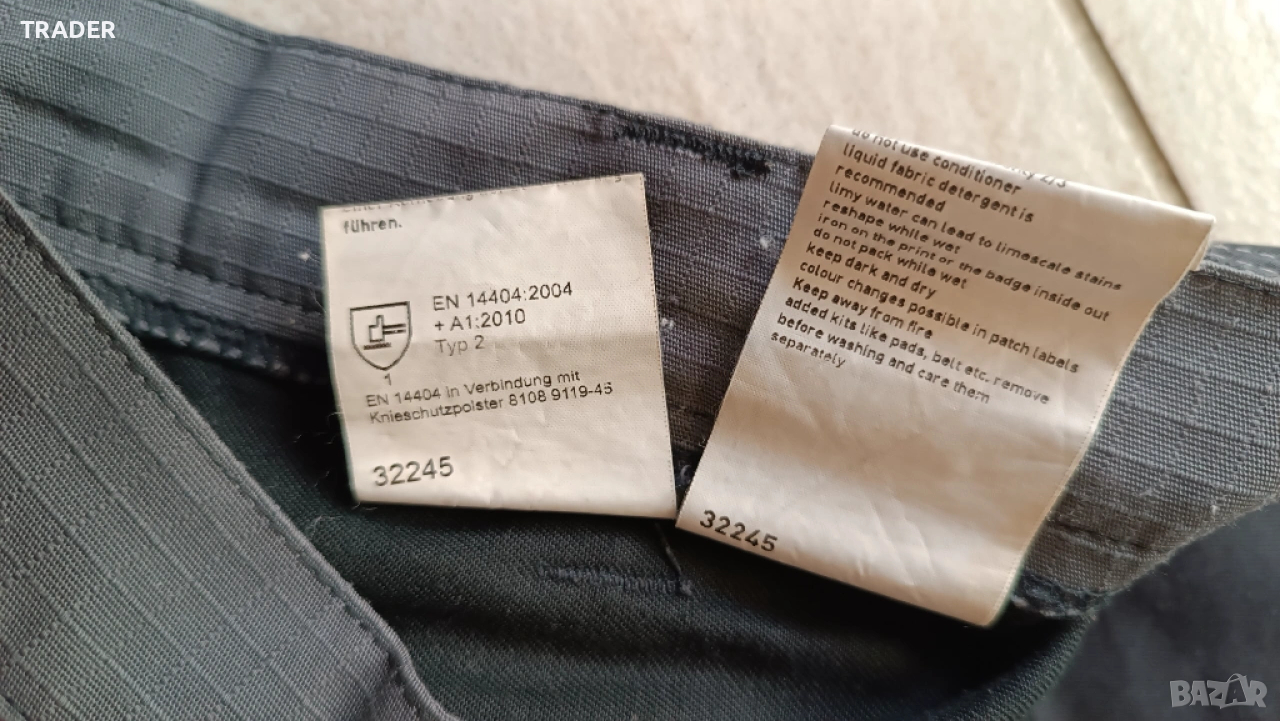 TRADER
führen.
EN 14404:2004
+ A1:2010
Typ 2
1
EN 14404 in Verbindung mit
Knieschutzpolster 8108 9119-45
32245
do not use conditioner
liquid fabric detergent is
recommended
limy water can lead to limescale stains
reshape while wet
iron on the print or the badge inside out
do not pack while wet
keep dark and dry
colour changes possible in patch labels
Keep away from fire
added kits like pads, belt etc. remove
before washing and care them
separately
32245
BAZAR